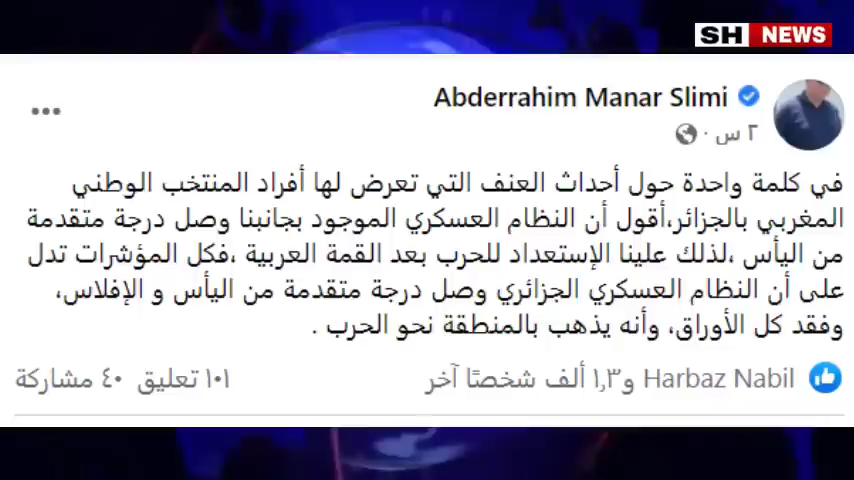 SH NEWS
Abderrahim Manar Slimi
٢ س ·
في كلمة واحدة حول أحداث العنف التي تعرض لها أفراد المنتخب الوطني
المغربي بالجزائر،أقول أن النظام العسكري الموجود بجانبنا وصل درجة متقدمة
من اليأس ،لذلك علينا الإستعداد للحرب بعد القمة العربية ،فكل المؤشرات تدل
على أن النظام العسكري الجزائري وصل درجة متقدمة من اليأس و الإفلاس،
وفقد كل الأوراق، وأنه يذهب بالمنطقة نحو الحرب .
Harbaz Nabil و١٫٣ ألف شخصًا آخر ١٠١ تعليق ٤٠ مشاركة